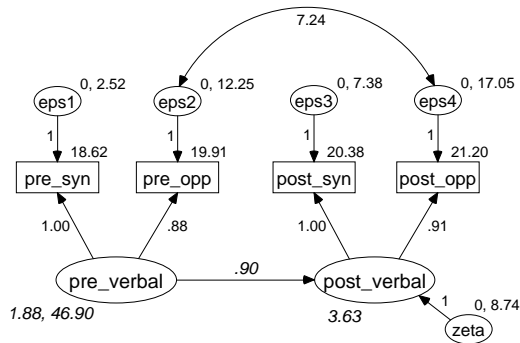 7.24
0, 2.52
0, 12.25
0, 7.38
0, 17.05
eps1
eps2
eps3
eps4
1
1
1
1
18.62
19.91
20.38
21.20
pre_syn
pre_opp
post_syn
post_opp
1.00
.88
1.00
.91
pre_verbal
.90
post_verbal
1.88, 46.90
3.63
1
0, 8.74
zeta